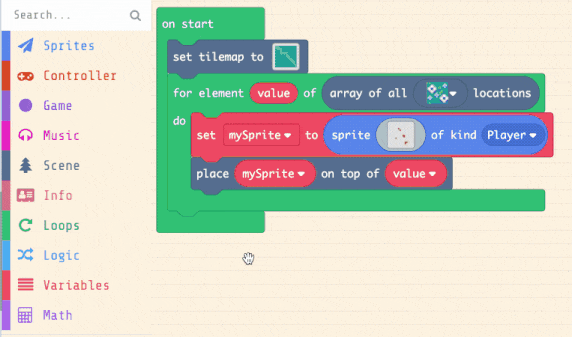 Search...
Sprites
Controller
Game
Music
Scene
Info
Loops
Logic
Variables
Math
on start
set tilemap to
for element value of array of all locations
do
set mySprite to sprite of kind Player
place mySprite on top of value